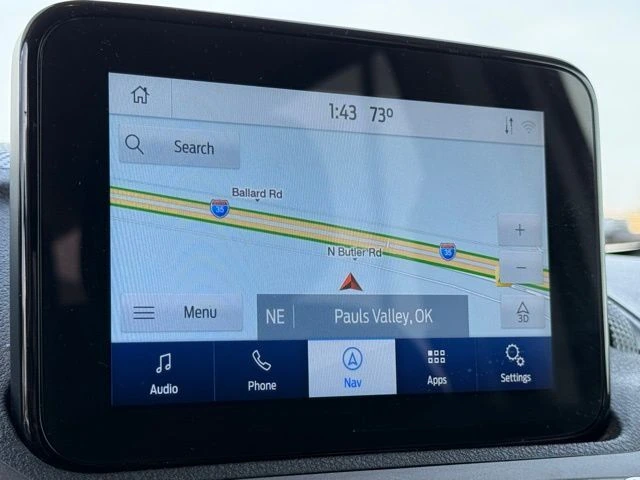 1:43 73°
Search
Ballard Rd
35
N Butler Rd
35
+
−
Menu
NE
Pauls Valley, OK
3D
Audio
Phone
Nav
Apps
Settings